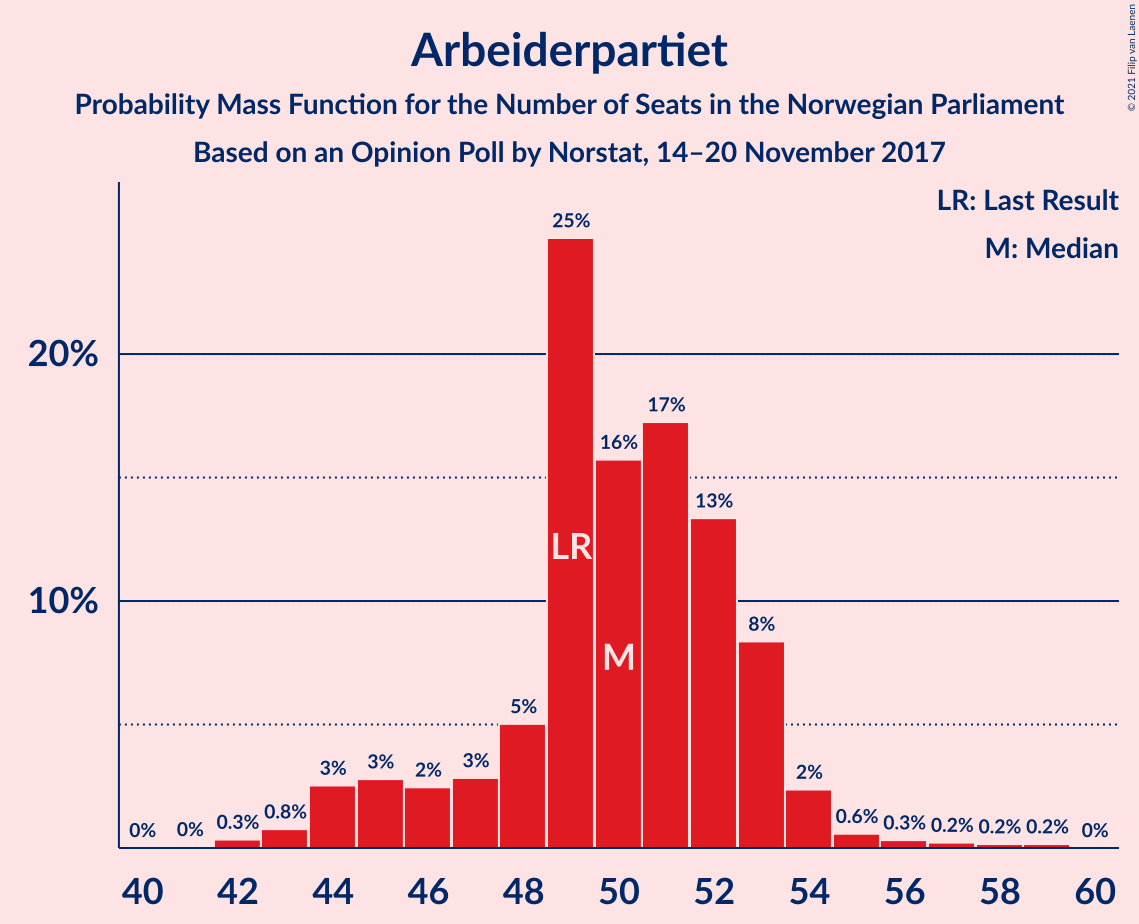 Arbeiderpartiet
Probability Mass Function for the Number of Seats in the Norwegian Parliament
Based on an Opinion Poll by Norstat, 14–20 November 2017
© 2021 Filip van Laenen
LR: Last Result
M: Median
20%
10%
0% 0% 0.3% 0.8% 3% 3% 2% 3% 5% 25% 16% 17% 13% 8% 2% 0.6% 0.3% 0.2% 0.2% 0.2% 0%
LR
M
40 42 44 46 48 50 52 54 56 58 60